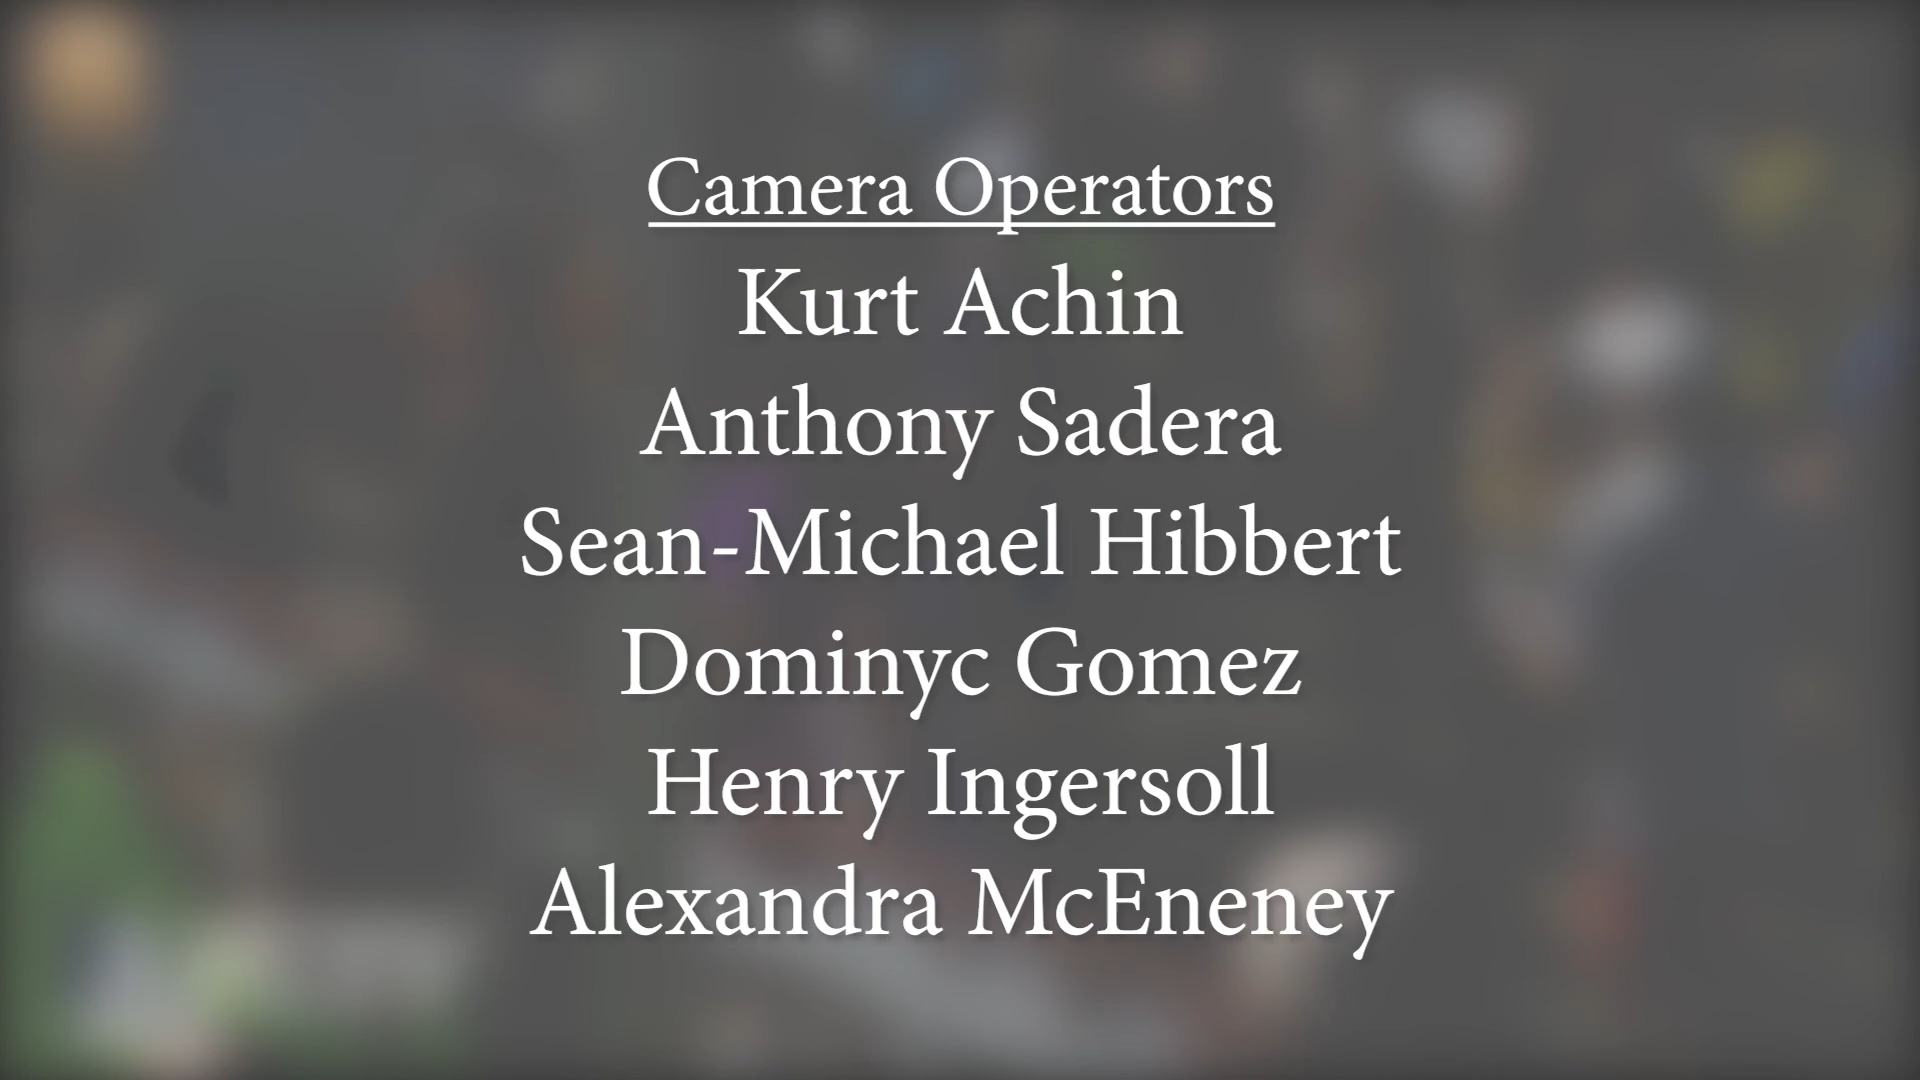 Camera Operators
Kurt Achin
Anthony Sadera
Sean-Michael Hibbert
Dominyc Gomez
Henry Ingersoll
Alexandra McEneney